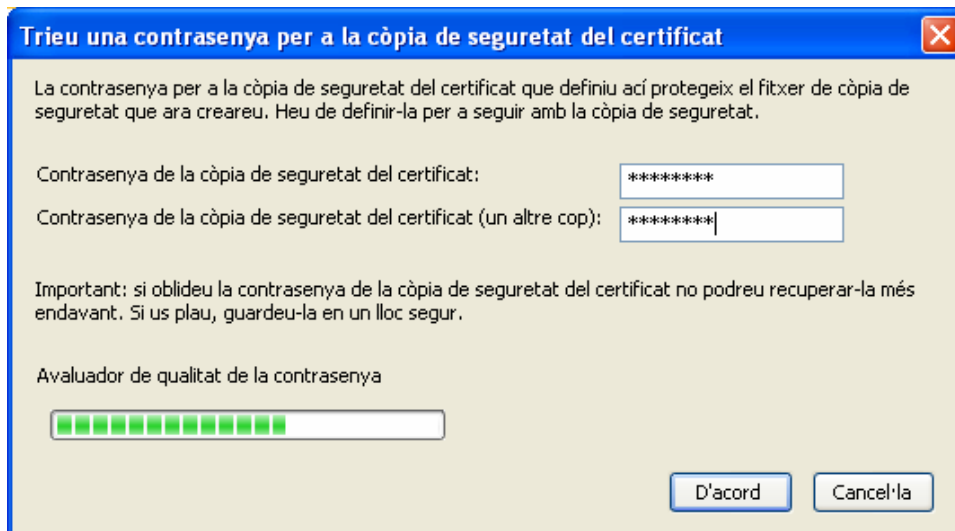 Trieu una contrasenya per a la còpia de seguretat del certificat
La contrasenya per a la còpia de seguretat del certificat que definiu ací protegeix el fitxer de còpia de
seguretat que ara creareu. Heu de definir-la per a seguir amb la còpia de seguretat.
Contrasenya de la còpia de seguretat del certificat: ********
Contrasenya de la còpia de seguretat del certificat (un altre cop): ********
Important: si oblideu la contrasenya de la còpia de seguretat del certificat no podreu recuperar-la més
endavant. Si us plau, guardeu-la en un lloc segur.
Avaluador de qualitat de la contrasenya
D'acord Cancel·la